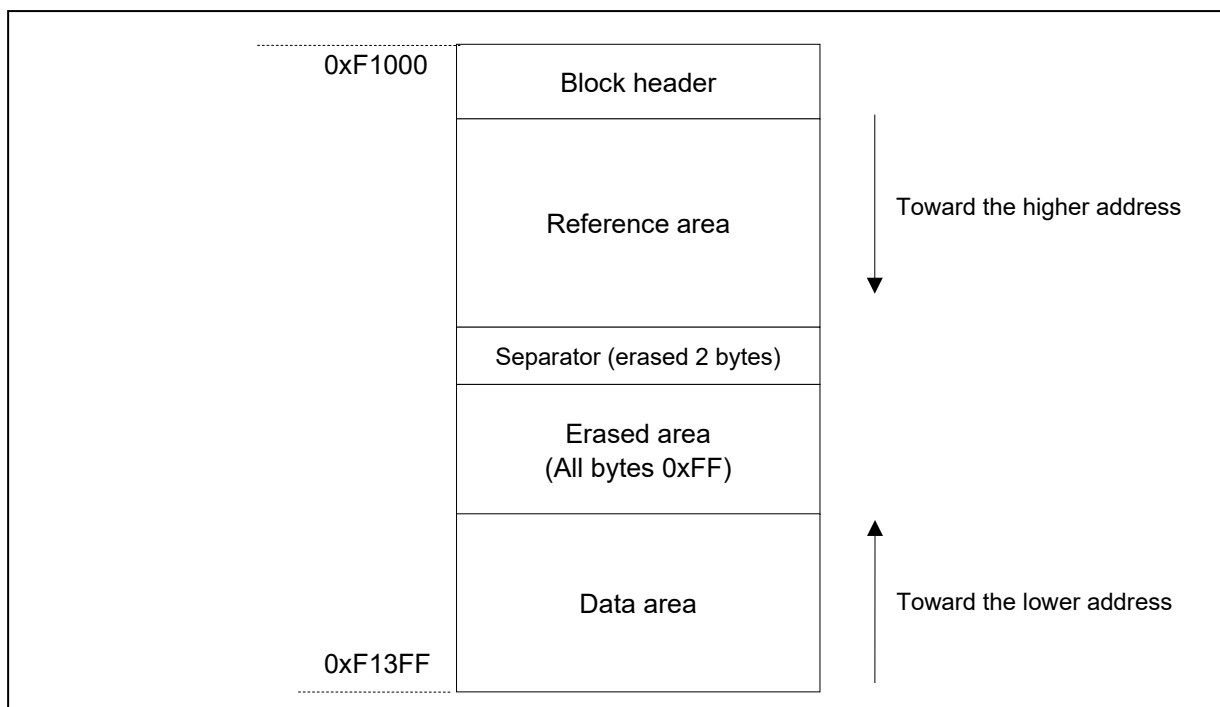 0xF1000
Block header
Reference area
Toward the higher address
Separator (erased 2 bytes)
Erased area
(All bytes 0xFF)
Data area
Toward the lower address
0xF13FF